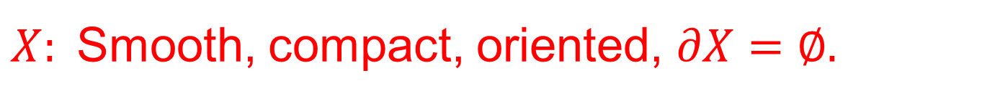 𝑋: Smooth, compact, oriented, 𝜕𝑋 = ∅.